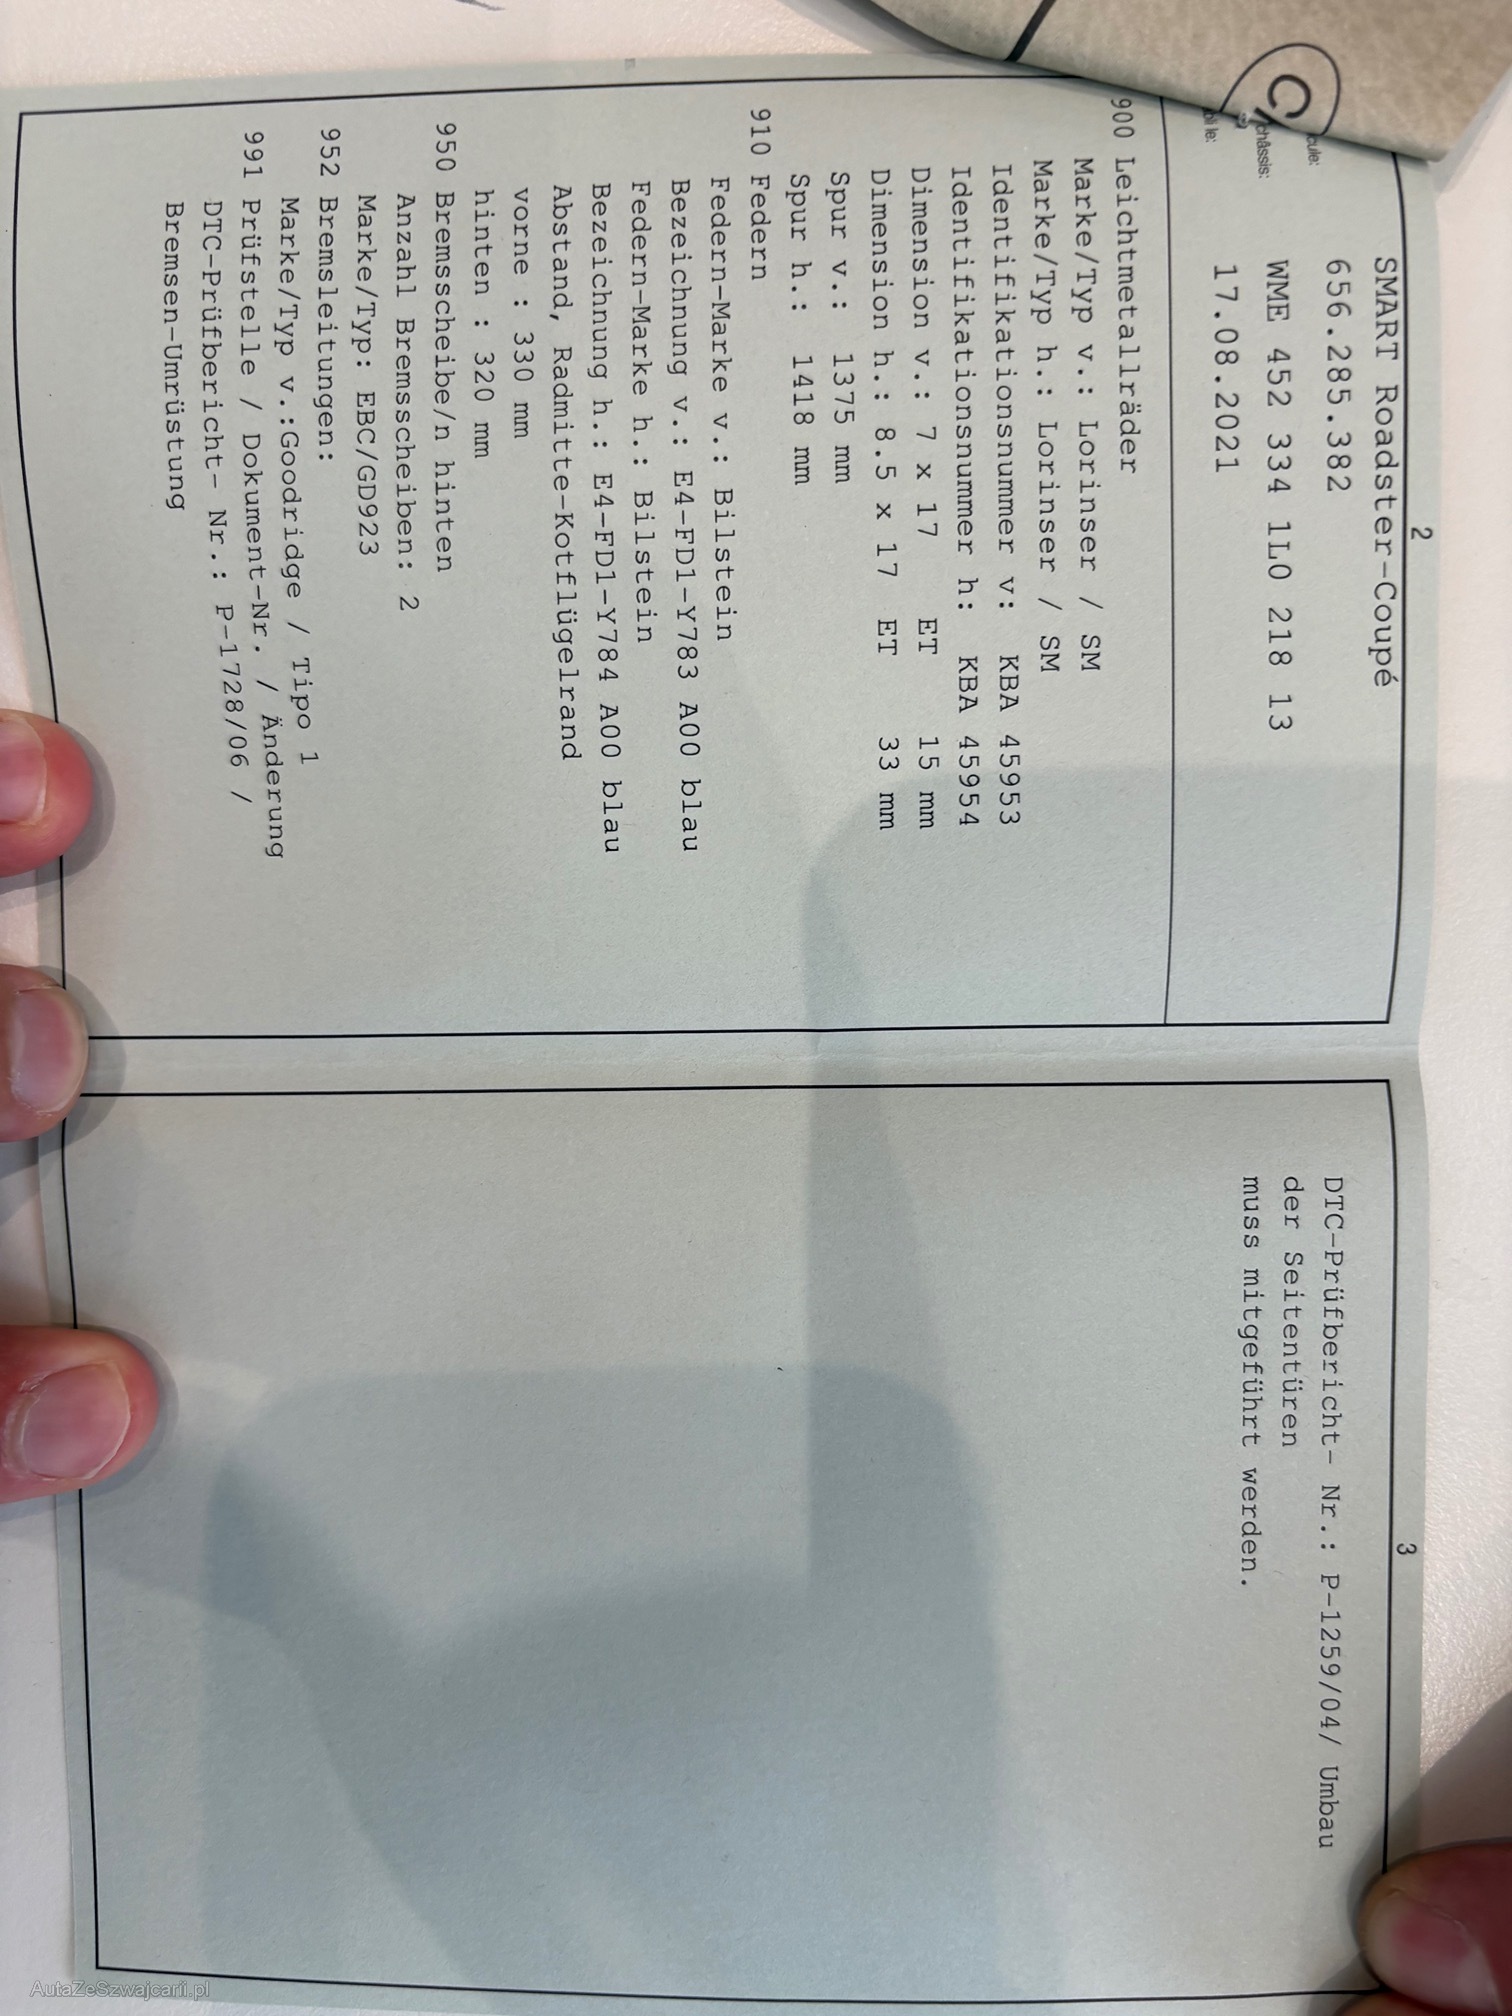 2
SMART Roadster-Coupé
cule:
656.285.382
châssis:
WME 452 334 1L0 218 13
17.08.2021
900 Leichtmetallräder
Marke/Typ v.: Lorinser / SM
Marke/Typ h.: Lorinser / SM
Identifikationsnummer v: KBA 45953
Identifikationsnummer h: KBA 45954
Dimension v.: 7 x 17 ET 15 mm
Dimension h.: 8.5 x 17 ET 33 mm
Spur v.: 1375 mm
Spur h.: 1418 mm
910 Federn
Federn-Marke v.: Bilstein
Bezeichnung v.: E4-FD1-Y783 A00 blau
Federn-Marke h.: Bilstein
Bezeichnung h.: E4-FD1-Y784 A00 blau
Abstand, Radmitte-Kotflügelrand
vorne : 330 mm
hinten : 320 mm
950 Bremsscheibe/n hinten
Anzahl Bremsscheiben: 2
Marke/Typ: EBC/GD923
952 Bremsleitungen:
Marke/Typ v.:Goodridge / Tipo 1
991 Prüfstelle / Dokument-Nr. / Änderung
DTC-Prüfbericht- Nr.: P-1728/06 /
Bremsen-Umrüstung
3
DTC-Prüfbericht- Nr.: P-1259/04/ Umbau
der Seitentüren
muss mitgeführt werden.
AutaZeSzwajcarii.pl